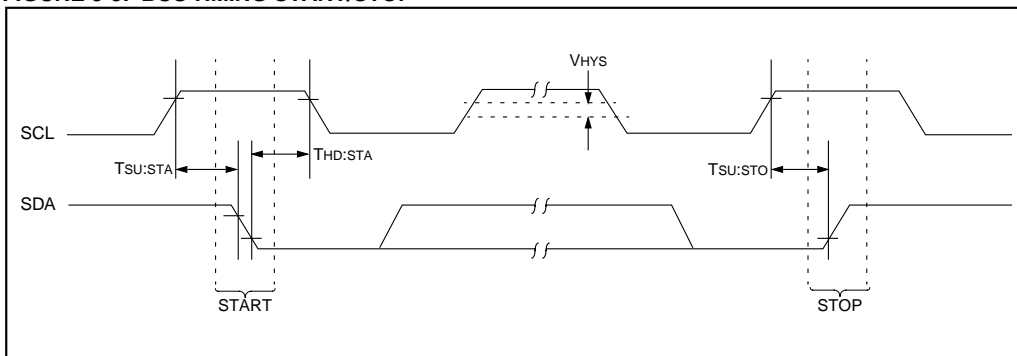 VHYS
SCL
TSU:STA
THD:STA
TSU:STO
SDA
START
STOP